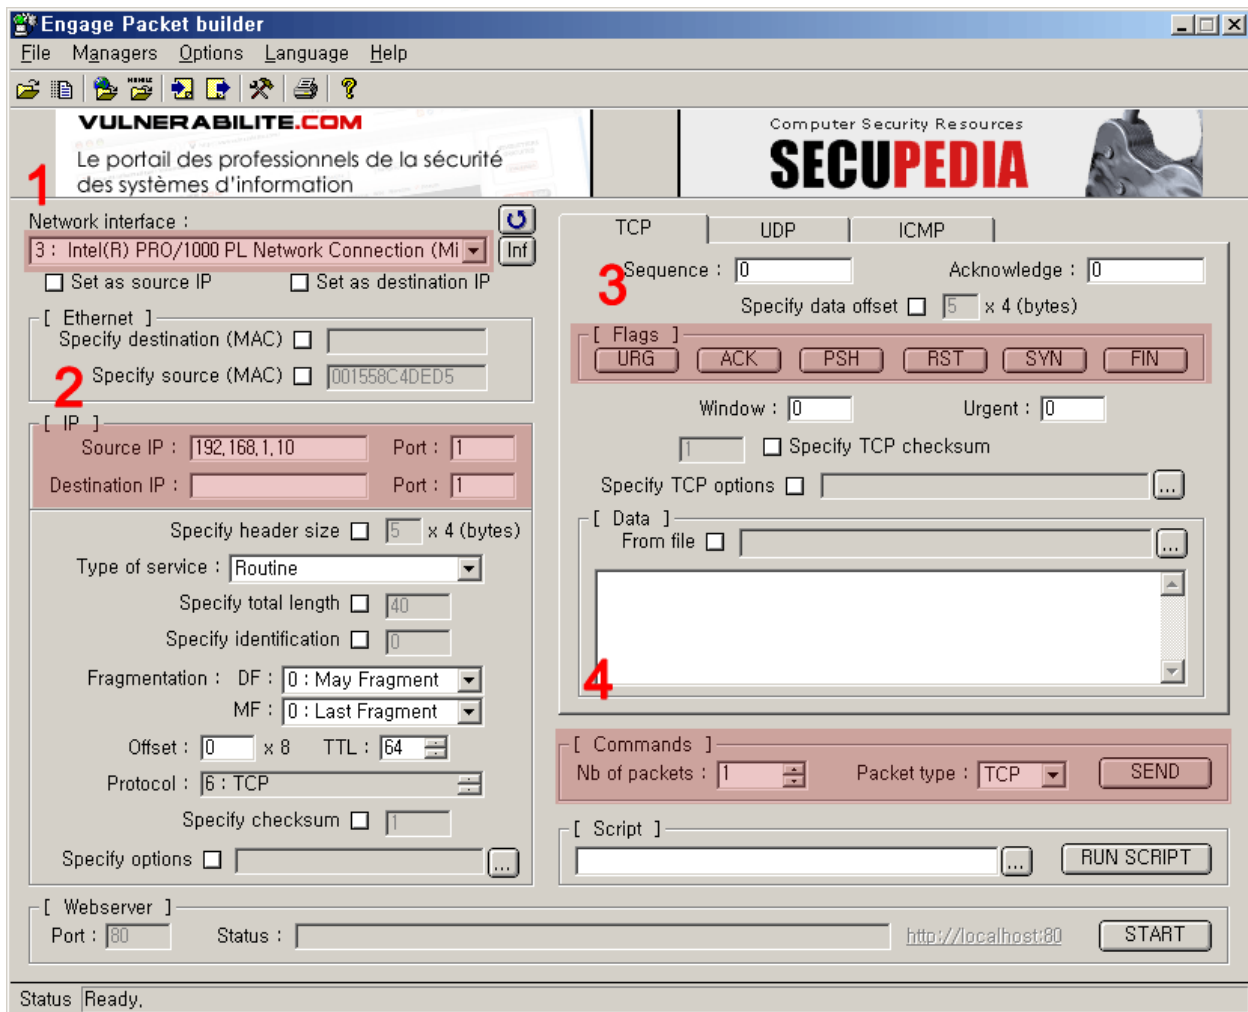 Engage Packet builder
File Managers Options Language Help
VULNERABILITE.COM
Le portail des professionnels de la sécurité
des systèmes d'information
Computer Security Resources
SECUPEDIA
1
Network interface :
3 : Intel(R) PRO/1000 PL Network Connection (Mi
Inf
Set as source IP Set as destination IP
[ Ethernet ]
Specify destination (MAC)
Specify source (MAC) 001558C4DED5
2
[ IP ]
Source IP : 192,168,1,10 Port : 1
Destination IP : Port : 1
Specify header size 5 x 4 (bytes)
Type of service : Routine
Specify total length 40
Specify identification 0
Fragmentation : DF : 0 : May Fragment
MF : 0 : Last Fragment
Offset : 0 x 8 TTL : 64
Protocol : 6 : TCP
Specify checksum 1
Specify options ...
TCP UDP ICMP
3
Sequence : 0 Acknowledge : 0
Specify data offset 5 x 4 (bytes)
[ Flags ]
URG ACK PSH RST SYN FIN
Window : 0 Urgent : 0
1 Specify TCP checksum
Specify TCP options ...
[ Data ]
From file ...
4
[ Commands ]
Nb of packets : 1 Packet type : TCP SEND
[ Script ]
... RUN SCRIPT
[ Webserver ]
Port : 80 Status : http://localhost:80 START
Status Ready,